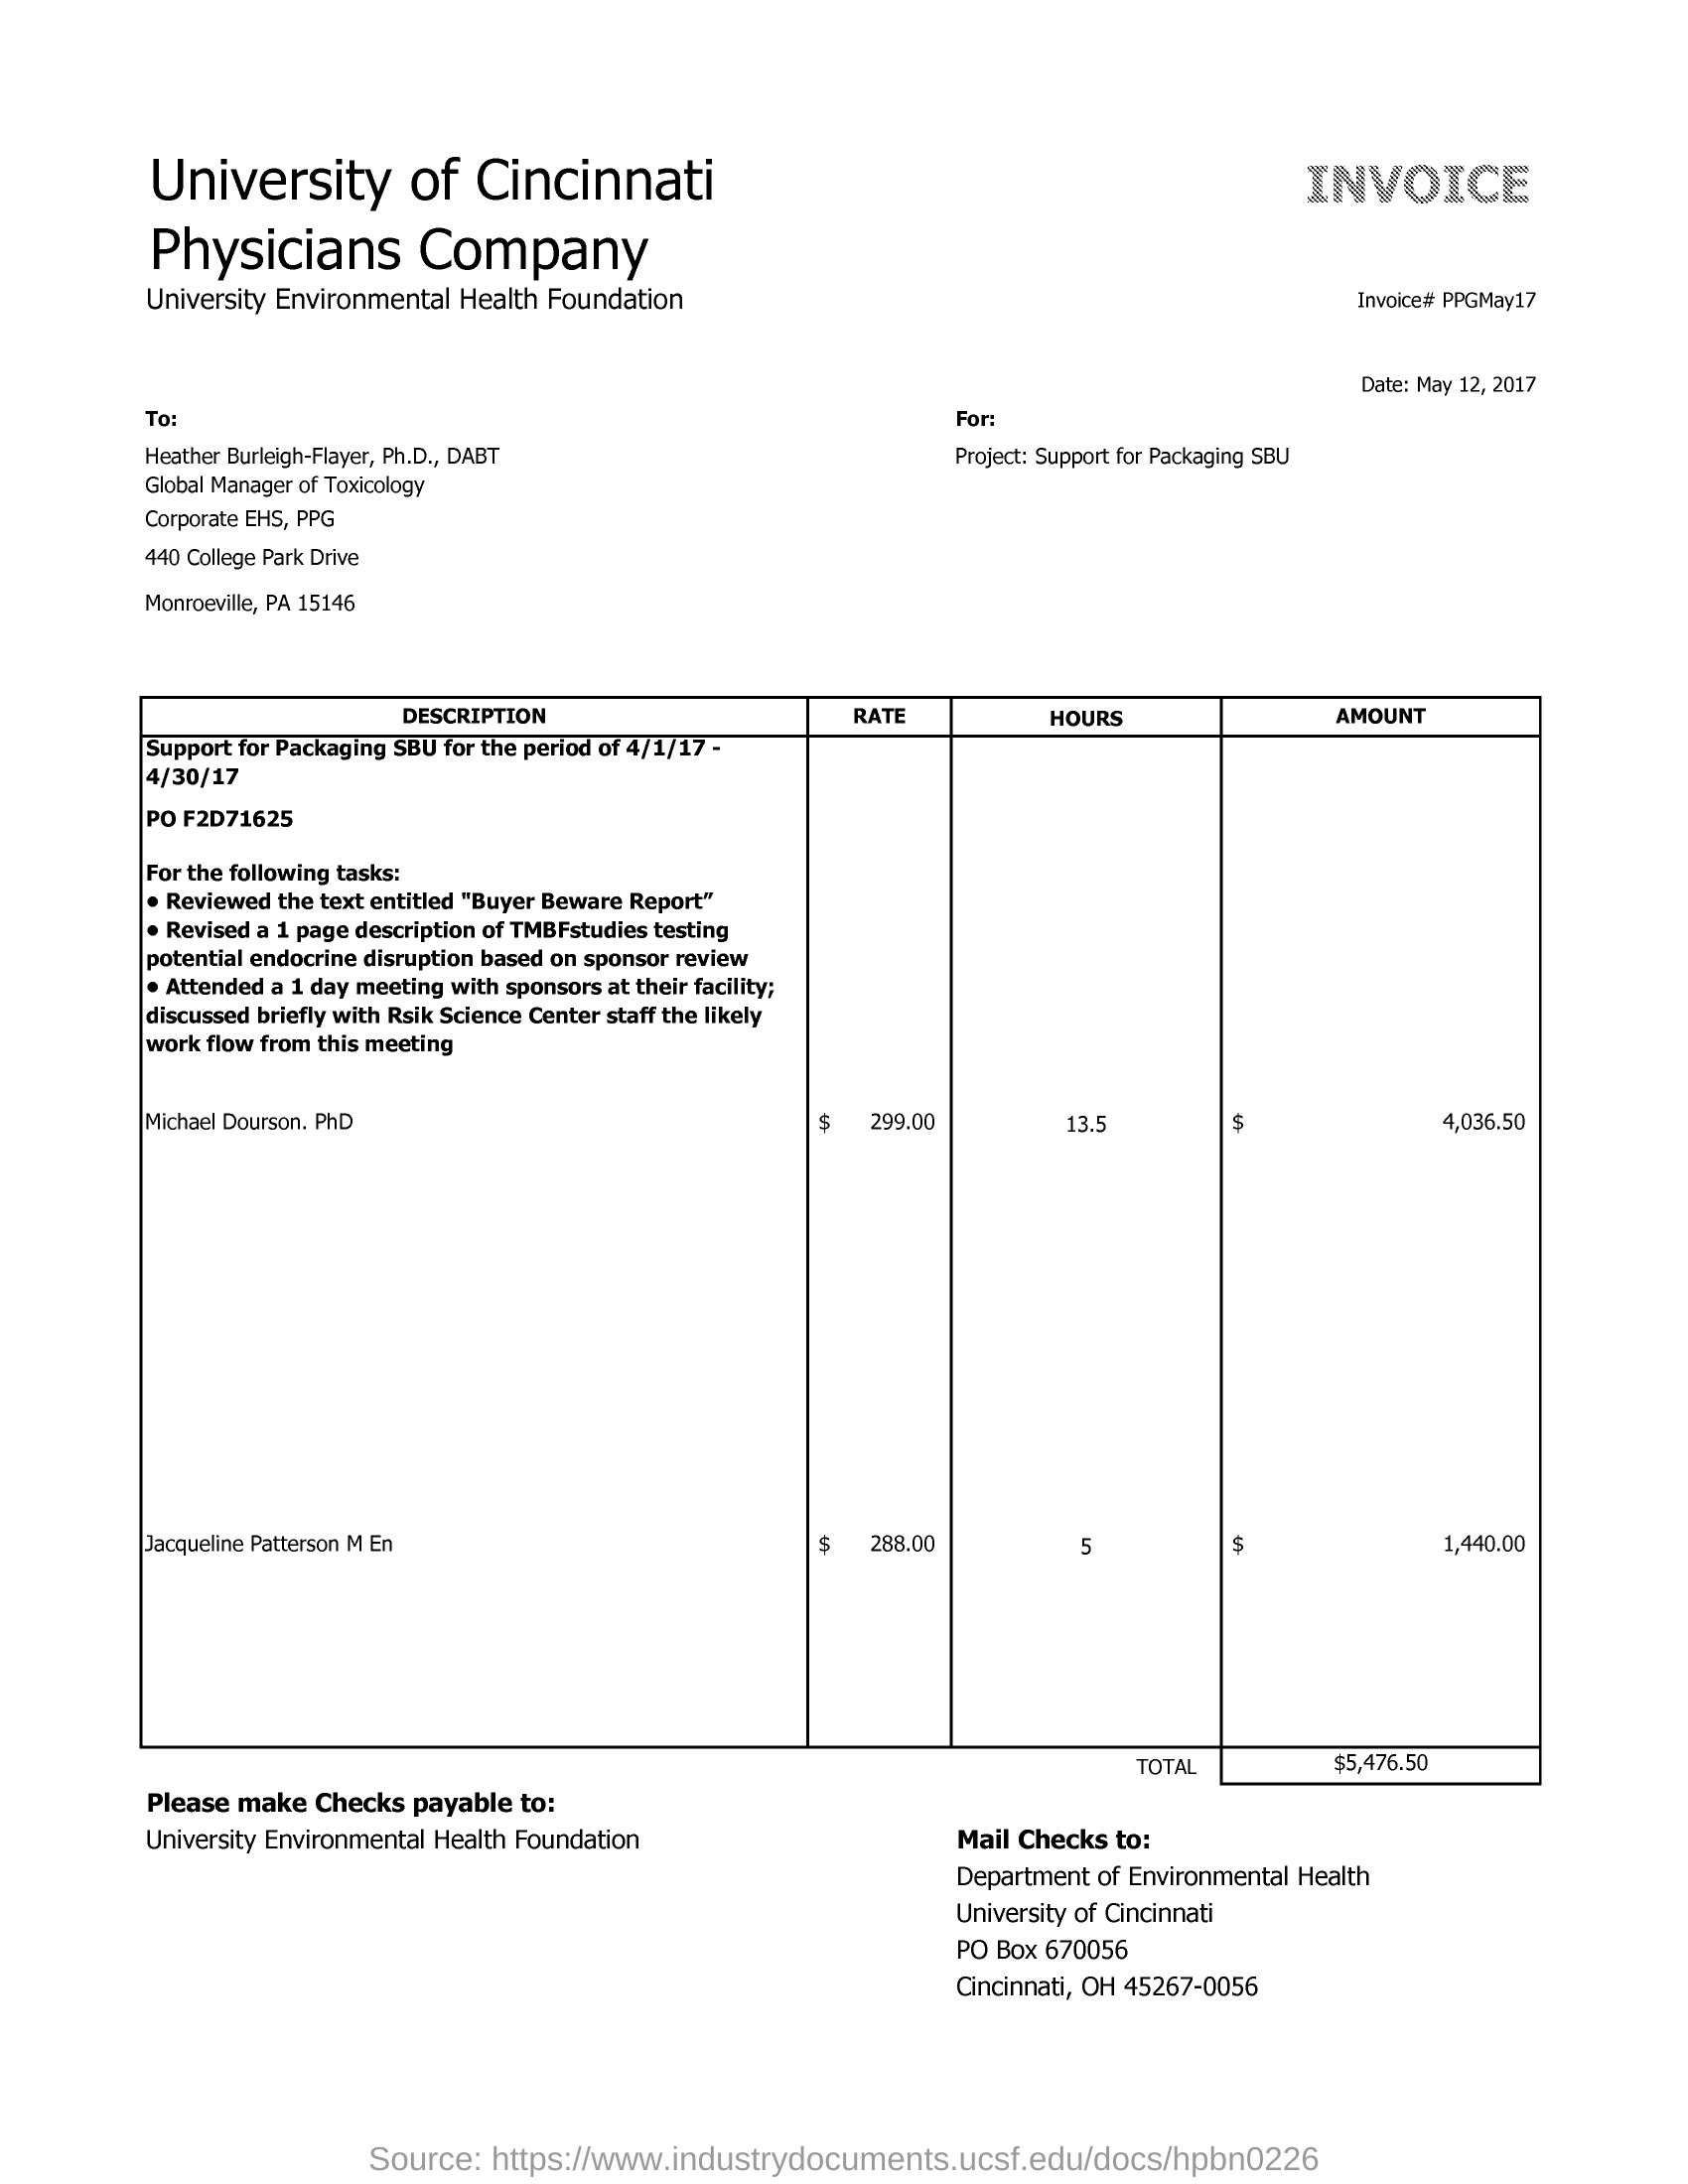 University of Cincinnati
Physicians Company
University Environmental Health Foundation
INVOICE
Invoice# PPGMay17
Date: May 12, 2017
To:
Heather Burleigh-Flayer, Ph.D., DABT
Global Manager of Toxicology
Corporate EHS, PPG
440 College Park Drive
Monroeville, PA 15146
For:
Project: Support for Packaging SBU
DESCRIPTION RATE HOURS AMOUNT
Support for Packaging SBU for the period of 4/1/17 -
4/30/17
PO F2D71625
For the following tasks:
• Reviewed the text entitled "Buyer Beware Report”
• Revised a 1 page description of TMBFstudies testing
potential endocrine disruption based on sponsor review
• Attended a 1 day meeting with sponsors at their facility;
discussed briefly with Rsik Science Center staff the likely
work flow from this meeting
Michael Dourson. PhD $ 299.00 13.5 $ 4,036.50
Jacqueline Patterson M En $ 288.00 5 $ 1,440.00
TOTAL $5,476.50
Please make Checks payable to:
University Environmental Health Foundation
Mail Checks to:
Department of Environmental Health
University of Cincinnati
PO Box 670056
Cincinnati, OH 45267-0056
Source: https://www.industrydocuments.ucsf.edu/docs/hpbn0226